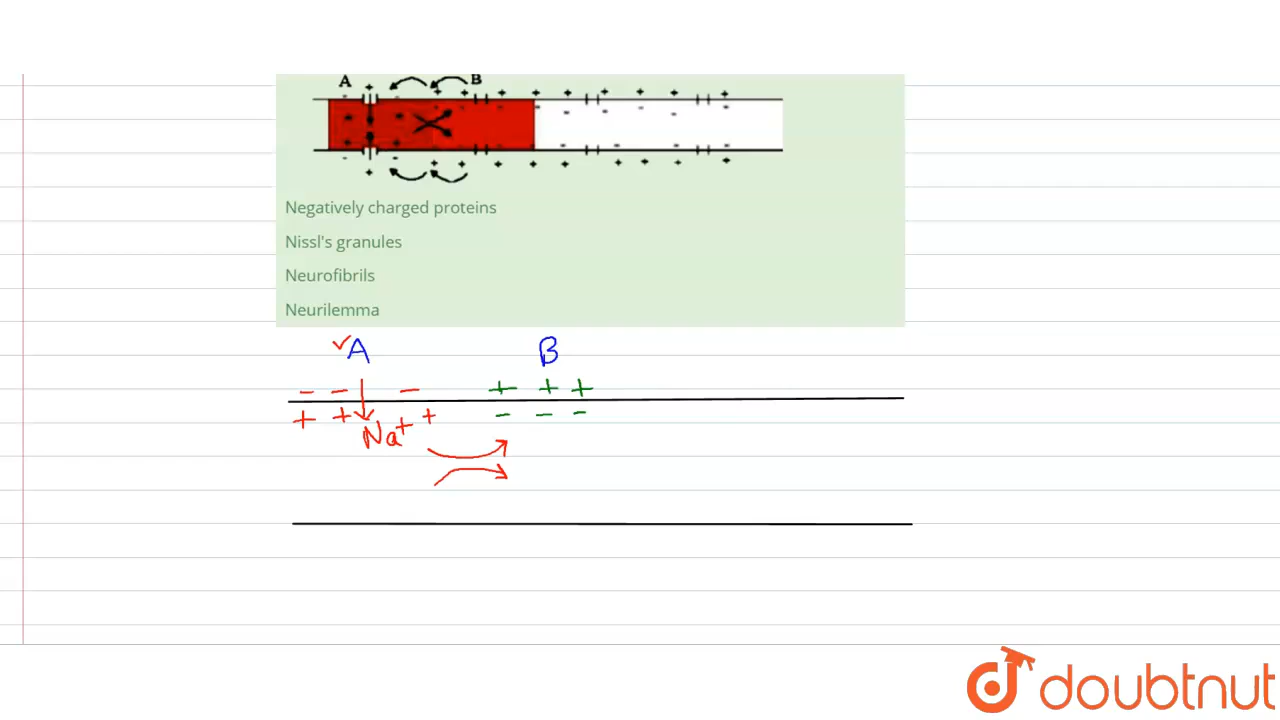 A B
Negatively charged proteins
Nissl's granules
Neurofibrils
Neurilemma
✓A B
− − − + + +
+ + + − − −
Na+
doubtnut